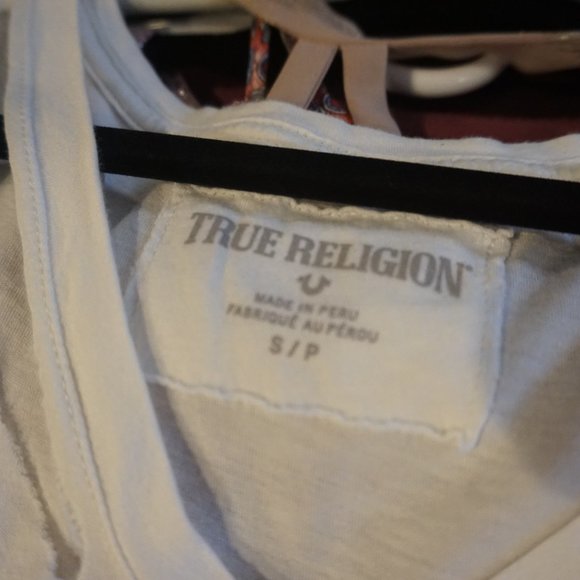 TRUE RELIGION
MADE IN PERU
FABRIQUÉ AU PÉROU
S / P